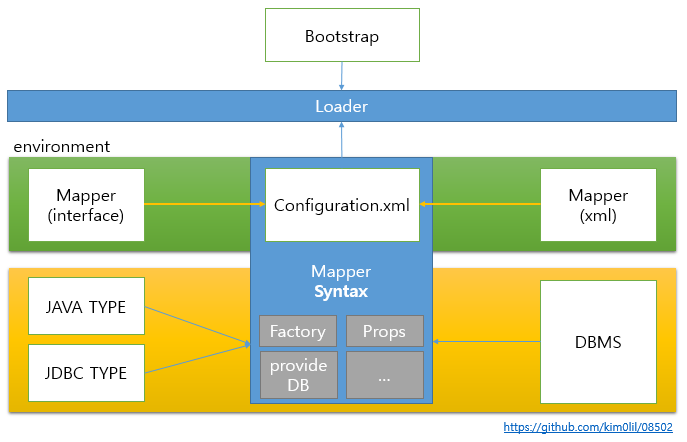 Bootstrap
Loader
environment
Mapper
(interface)
Configuration.xml
Mapper
(xml)
Mapper
Syntax
JAVA TYPE
JDBC TYPE
Factory
Props
provide
DB
...
DBMS
https://github.com/kim0lil/08502